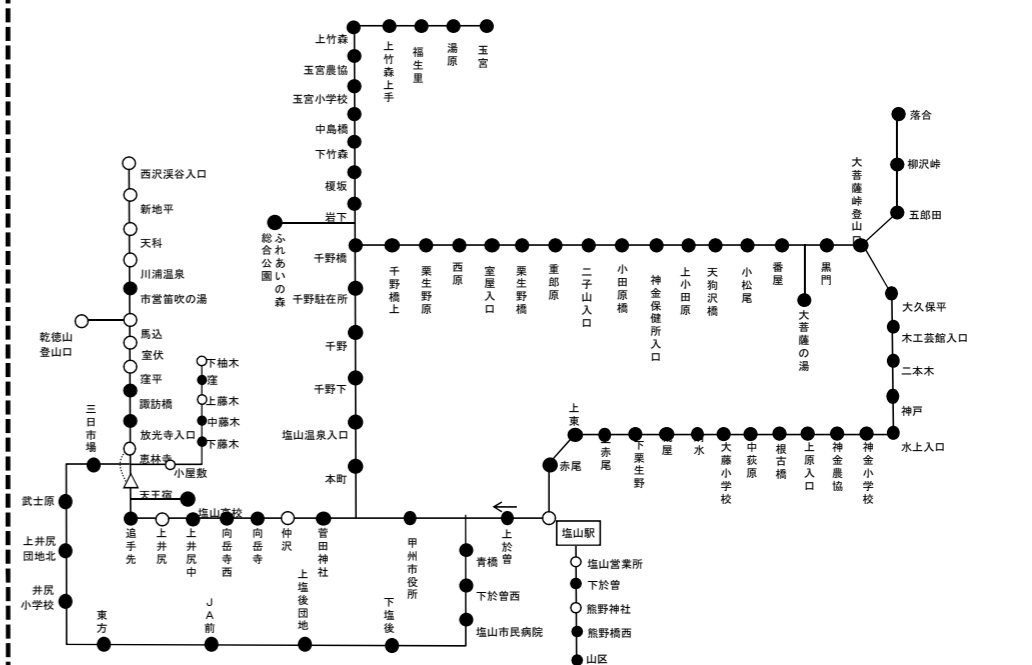 上竹森
玉宮農協
玉宮小学校
中島橋
下竹森
榎坂
岩下
千野橋
千野駐在所
千野
千野下
塩山温泉入口
本町
上竹森上手
福生里
湯原
玉宮
ふれあいの森
総合公園
千野橋上
栗生野原
西原
室屋入口
栗生野橋
重郎原
二子山入口
小田原橋
神金保健所入口
上小田原
天狗沢橋
小松尾
番屋
大菩薩の湯
黒門
大菩薩峠登山口
落合
柳沢峠
五郎田
大久保平
木工芸館入口
二本木
神戸
水上入口
神金小学校
神金農協
上原入口
根古橋
中荻原
大藤小学校
水
屋
下栗生野
赤尾
上東
赤尾
塩山駅
塩山営業所
下於曽
熊野神社
熊野橋西
山区
上於曽
甲州市役所
菅田神社
仲沢
向岳寺
向岳寺西
上井尻中
上井尻
追手先
塩山高校
天王宿
恵林寺
小屋敷
下藤木
中藤木
上藤木
窪
下柚木
放光寺入口
諏訪橋
窪平
室伏
馬込
乾徳山
登山口
市営笛吹の湯
川浦温泉
天科
新地平
西沢渓谷入口
三日市場
武士原
上井尻
団地北
井尻
小学校
東方
JA前
上塩後団地
下塩後
塩山市民病院
下於曽西
青橋